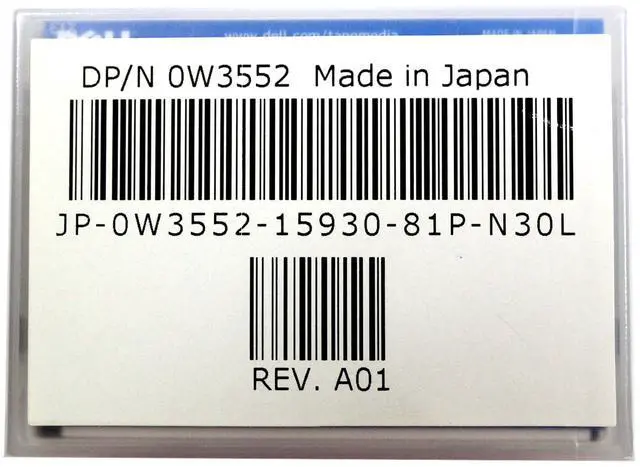 DELL www.dell.com/tapemedia MADE IN JAPAN
DP/N 0W3552 Made in Japan
JP-0W3552-15930-81P-N30L
REV. A01